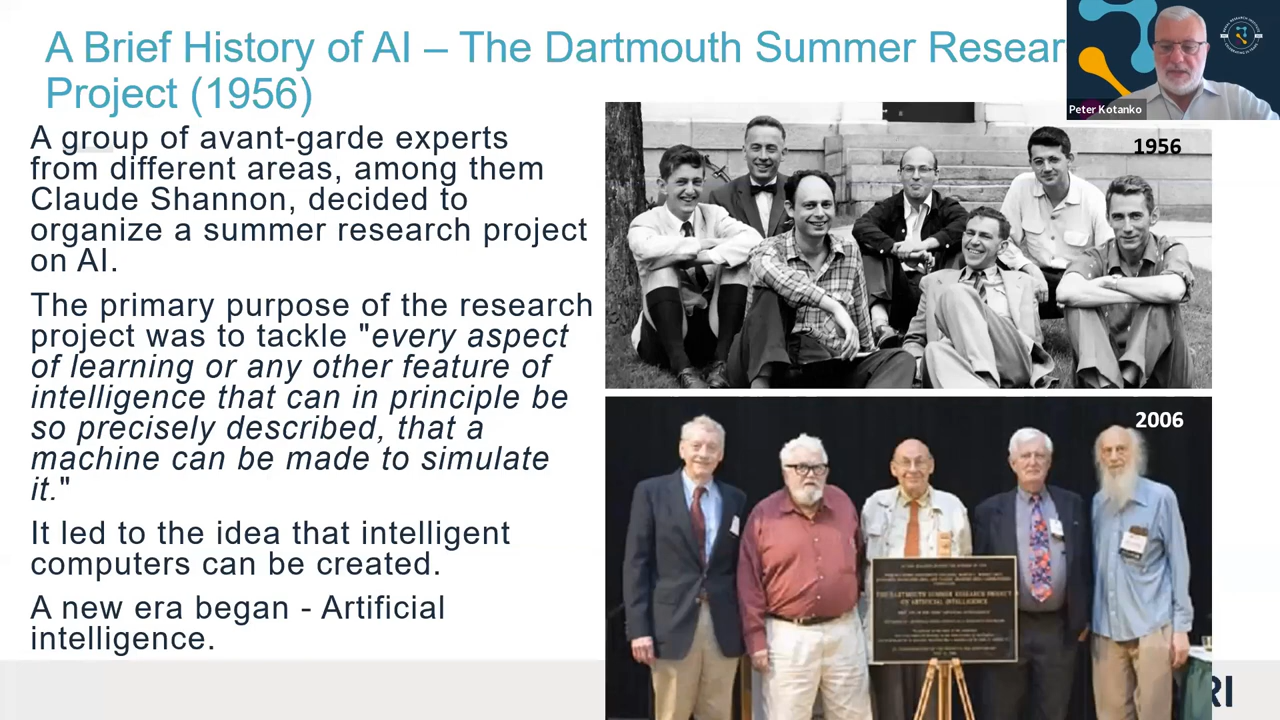 A Brief History of AI – The Dartmouth Summer Resear
Project (1956)
Peter Kotanko
A group of avant-garde experts
from different areas, among them
Claude Shannon, decided to
organize a summer research project
on AI.
The primary purpose of the research
project was to tackle "every aspect
of learning or any other feature of
intelligence that can in principle be
so precisely described, that a
machine can be made to simulate
it."
It led to the idea that intelligent
computers can be created.
A new era began - Artificial
intelligence.
1956
2006
THE DARTMOUTH SUMMER RESEARCH PROJECT
ON ARTIFICIAL INTELLIGENCE
RI